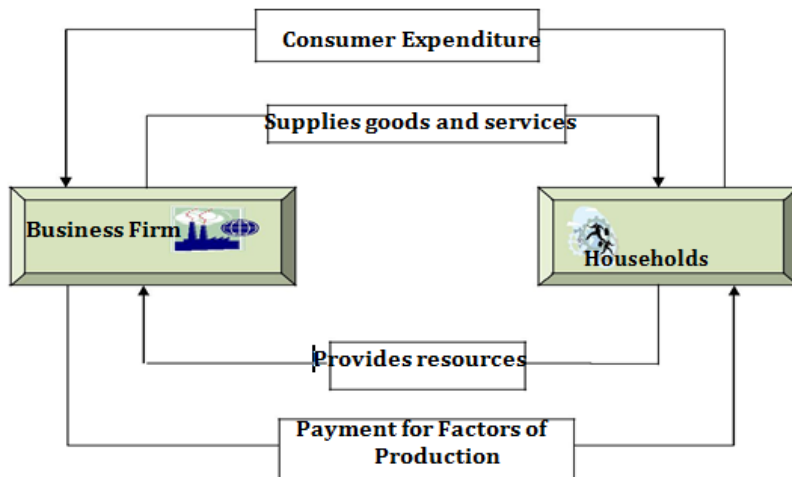 Consumer Expenditure
Supplies goods and services
Business Firm
Households
Provides resources
Payment for Factors of
Production